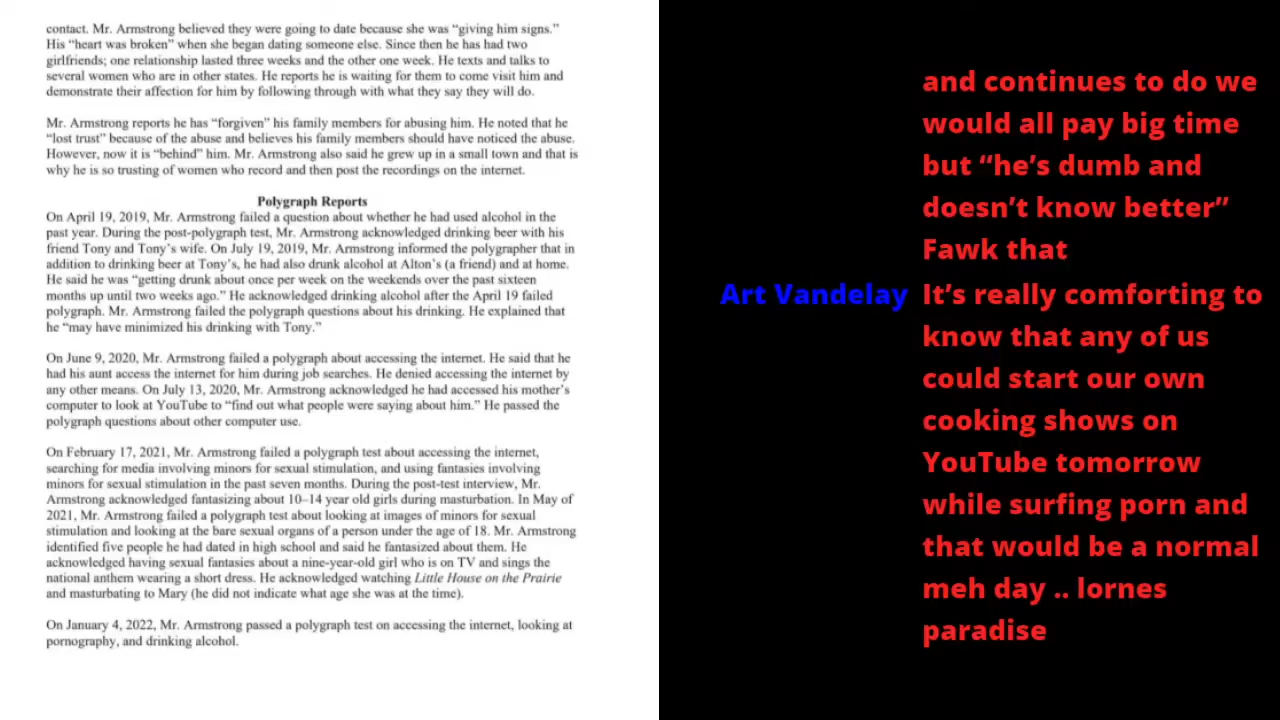 contact. Mr. Armstrong believed they were going to date because she was “giving him signs.”
His “heart was broken” when she began dating someone else. Since then he has had two
girlfriends; one relationship lasted three weeks and the other one week. He texts and talks to
several women who are in other states. He reports he is waiting for them to come visit him and
demonstrate their affection for him by following through with what they say they will do.
Mr. Armstrong reports he has “forgiven” his family members for abusing him. He noted that he
“lost trust” because of the abuse and believes his family members should have noticed the abuse.
However, now it is “behind” him. Mr. Armstrong also said he grew up in a small town and that is
why he is so trusting of women who record and then post the recordings on the internet.
Polygraph Reports
On April 19, 2019, Mr. Armstrong failed a question about whether he had used alcohol in the
past year. During the post-polygraph test, Mr. Armstrong acknowledged drinking beer with his
friend Tony and Tony’s wife. On July 19, 2019, Mr. Armstrong informed the polygrapher that in
addition to drinking beer at Tony’s, he had also drunk alcohol at Alton’s (a friend) and at home.
He said he was “getting drunk about once per week on the weekends over the past sixteen
months up until two weeks ago.” He acknowledged drinking alcohol after the April 19 failed
polygraph. Mr. Armstrong failed the polygraph questions about his drinking. He explained that
he “may have minimized his drinking with Tony.”
On June 9, 2020, Mr. Armstrong failed a polygraph about accessing the internet. He said that he
had his aunt access the internet for him during job searches. He denied accessing the internet by
any other means. On July 13, 2020, Mr. Armstrong acknowledged he had accessed his mother’s
computer to look at YouTube to “find out what people were saying about him.” He passed the
polygraph questions about other computer use.
On February 17, 2021, Mr. Armstrong failed a polygraph test about accessing the internet,
searching for media involving minors for sexual stimulation, and using fantasies involving
minors for sexual stimulation in the past seven months. During the post-test interview, Mr.
Armstrong acknowledged fantasizing about 10–14 year old girls during masturbation. In May of
2021, Mr. Armstrong failed a polygraph test about looking at images of minors for sexual
stimulation and looking at the bare sexual organs of a person under the age of 18. Mr. Armstrong
identified five people he had dated in high school and said he fantasized about them. He
acknowledged having sexual fantasies about a nine-year-old girl who is on TV and sings the
national anthem wearing a short dress. He acknowledged watching Little House on the Prairie
and masturbating to Mary (he did not indicate what age she was at the time).
On January 4, 2022, Mr. Armstrong passed a polygraph test on accessing the internet, looking at
pornography, and drinking alcohol.
and continues to do we
would all pay big time
but “he’s dumb and
doesn’t know better”
Fawk that
Art Vandelay It’s really comforting to
know that any of us
could start our own
cooking shows on
YouTube tomorrow
while surfing porn and
that would be a normal
meh day .. lornes
paradise